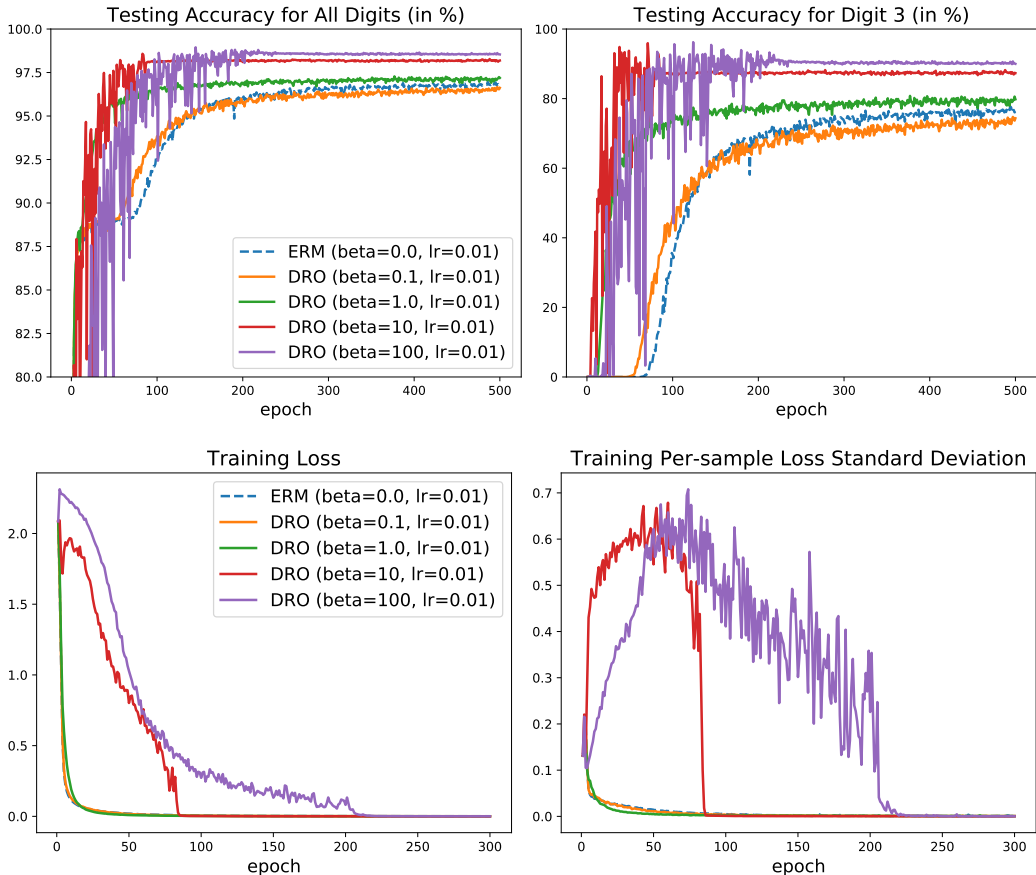 Testing Accuracy for All Digits (in %)
100.0
97.5
95.0
92.5
90.0
87.5
85.0
82.5
80.0
ERM (beta=0.0, lr=0.01)
DRO (beta=0.1, lr=0.01)
DRO (beta=1.0, lr=0.01)
DRO (beta=10, lr=0.01)
DRO (beta=100, lr=0.01)
0 100 200 300 400 500
epoch
Testing Accuracy for Digit 3 (in %)
100
80
60
40
20
0
0 100 200 300 400 500
epoch
Training Loss
2.0
1.5
1.0
0.5
0.0
ERM (beta=0.0, lr=0.01)
DRO (beta=0.1, lr=0.01)
DRO (beta=1.0, lr=0.01)
DRO (beta=10, lr=0.01)
DRO (beta=100, lr=0.01)
0 50 100 150 200 250 300
epoch
Training Per-sample Loss Standard Deviation
0.7
0.6
0.5
0.4
0.3
0.2
0.1
0.0
0 50 100 150 200 250 300
epoch